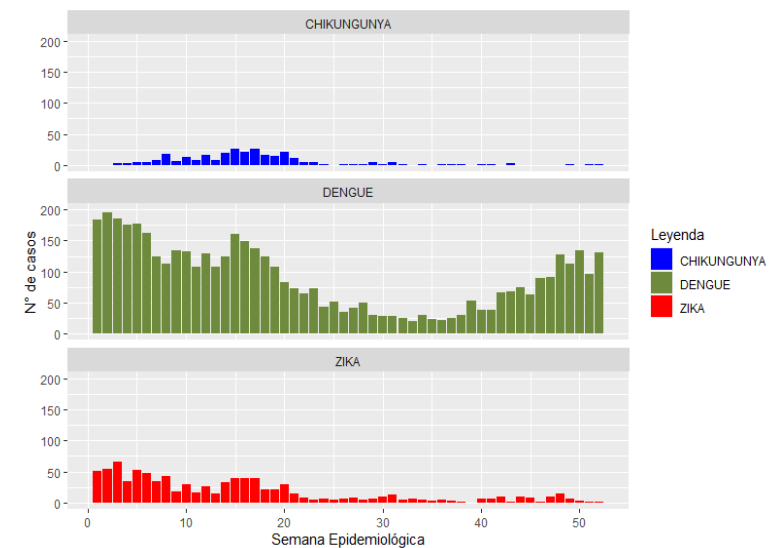 CHIKUNGUNYA
200
150
100
50
0
DENGUE
200
150
100
50
0
ZIKA
200
150
100
50
0
0 10 20 30 40 50
Semana Epidemiológica
N° de casos
Leyenda
CHIKUNGUNYA
DENGUE
ZIKA